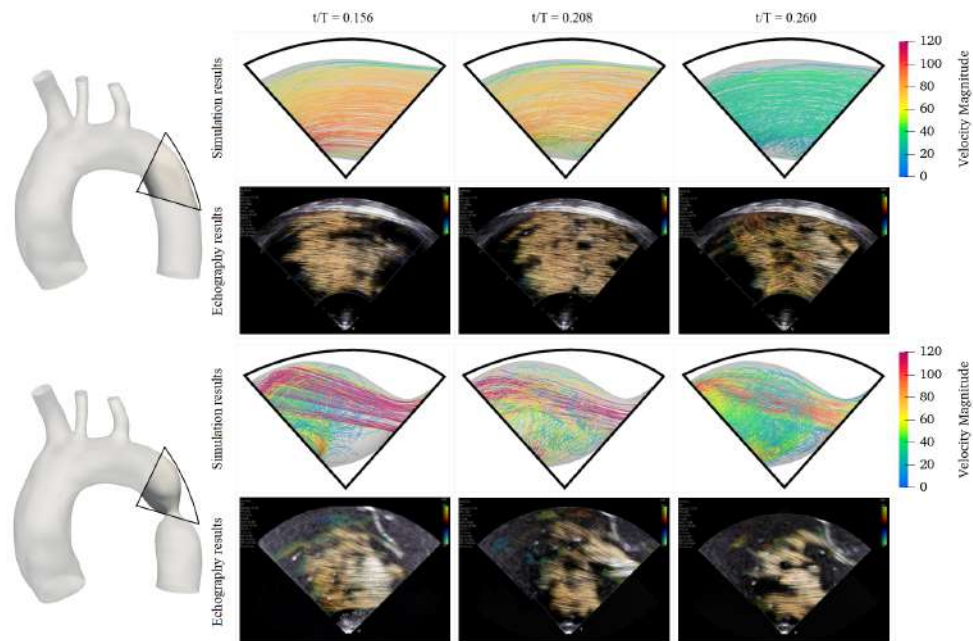 t/T = 0.156
t/T = 0.208
t/T = 0.260
Simulation results
120
100
80
60
40
20
0
Velocity Magnitude
Echography results
Simulation results
120
100
80
60
40
20
0
Velocity Magnitude
Echography results